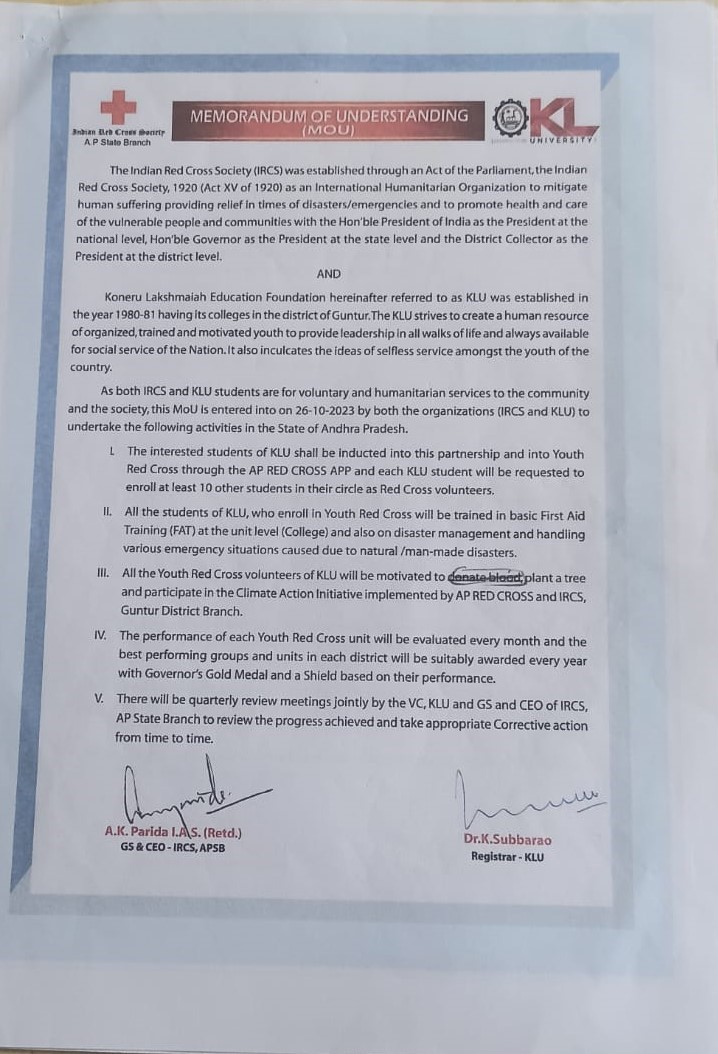 Indian Red Cross Society
A.P State Branch
MEMORANDUM OF UNDERSTANDING
(MOU)
KL
UNIVERSITY
The Indian Red Cross Society (IRCS) was established through an Act of the Parliament, the Indian
Red Cross Society, 1920 (Act XV of 1920) as an International Humanitarian Organization to mitigate
human suffering providing relief in times of disasters/emergencies and to promote health and care
of the vulnerable people and communities with the Hon'ble President of India as the President at the
national level, Hon'ble Governor as the President at the state level and the District Collector as the
President at the district level.
AND
Koneru Lakshmaiah Education Foundation hereinafter referred to as KLU was established in
the year 1980-81 having its colleges in the district of Guntur. The KLU strives to create a human resource
of organized, trained and motivated youth to provide leadership in all walks of life and always available
for social service of the Nation. It also inculcates the ideas of selfless service amongst the youth of the
country.
As both IRCS and KLU students are for voluntary and humanitarian services to the community
and the society, this MoU is entered into on 26-10-2023 by both the organizations (IRCS and KLU) to
undertake the following activities in the State of Andhra Pradesh.
I. The interested students of KLU shall be inducted into this partnership and into Youth
Red Cross through the AP RED CROSS APP and each KLU student will be requested to
enroll at least 10 other students in their circle as Red Cross volunteers.
II. All the students of KLU, who enroll in Youth Red Cross will be trained in basic First Aid
Training (FAT) at the unit level (College) and also on disaster management and handling
various emergency situations caused due to natural /man-made disasters.
III. All the Youth Red Cross volunteers of KLU will be motivated to donate blood, plant a tree
and participate in the Climate Action Initiative implemented by AP RED CROSS and IRCS,
Guntur District Branch.
IV. The performance of each Youth Red Cross unit will be evaluated every month and the
best performing groups and units in each district will be suitably awarded every year
with Governor's Gold Medal and a Shield based on their performance.
V. There will be quarterly review meetings jointly by the VC, KLU and GS and CEO of IRCS,
AP State Branch to review the progress achieved and take appropriate Corrective action
from time to time.
A.K. Parida I.A.S. (Retd.)
GS & CEO - IRCS, APSB
Dr.K.Subbarao
Registrar - KLU